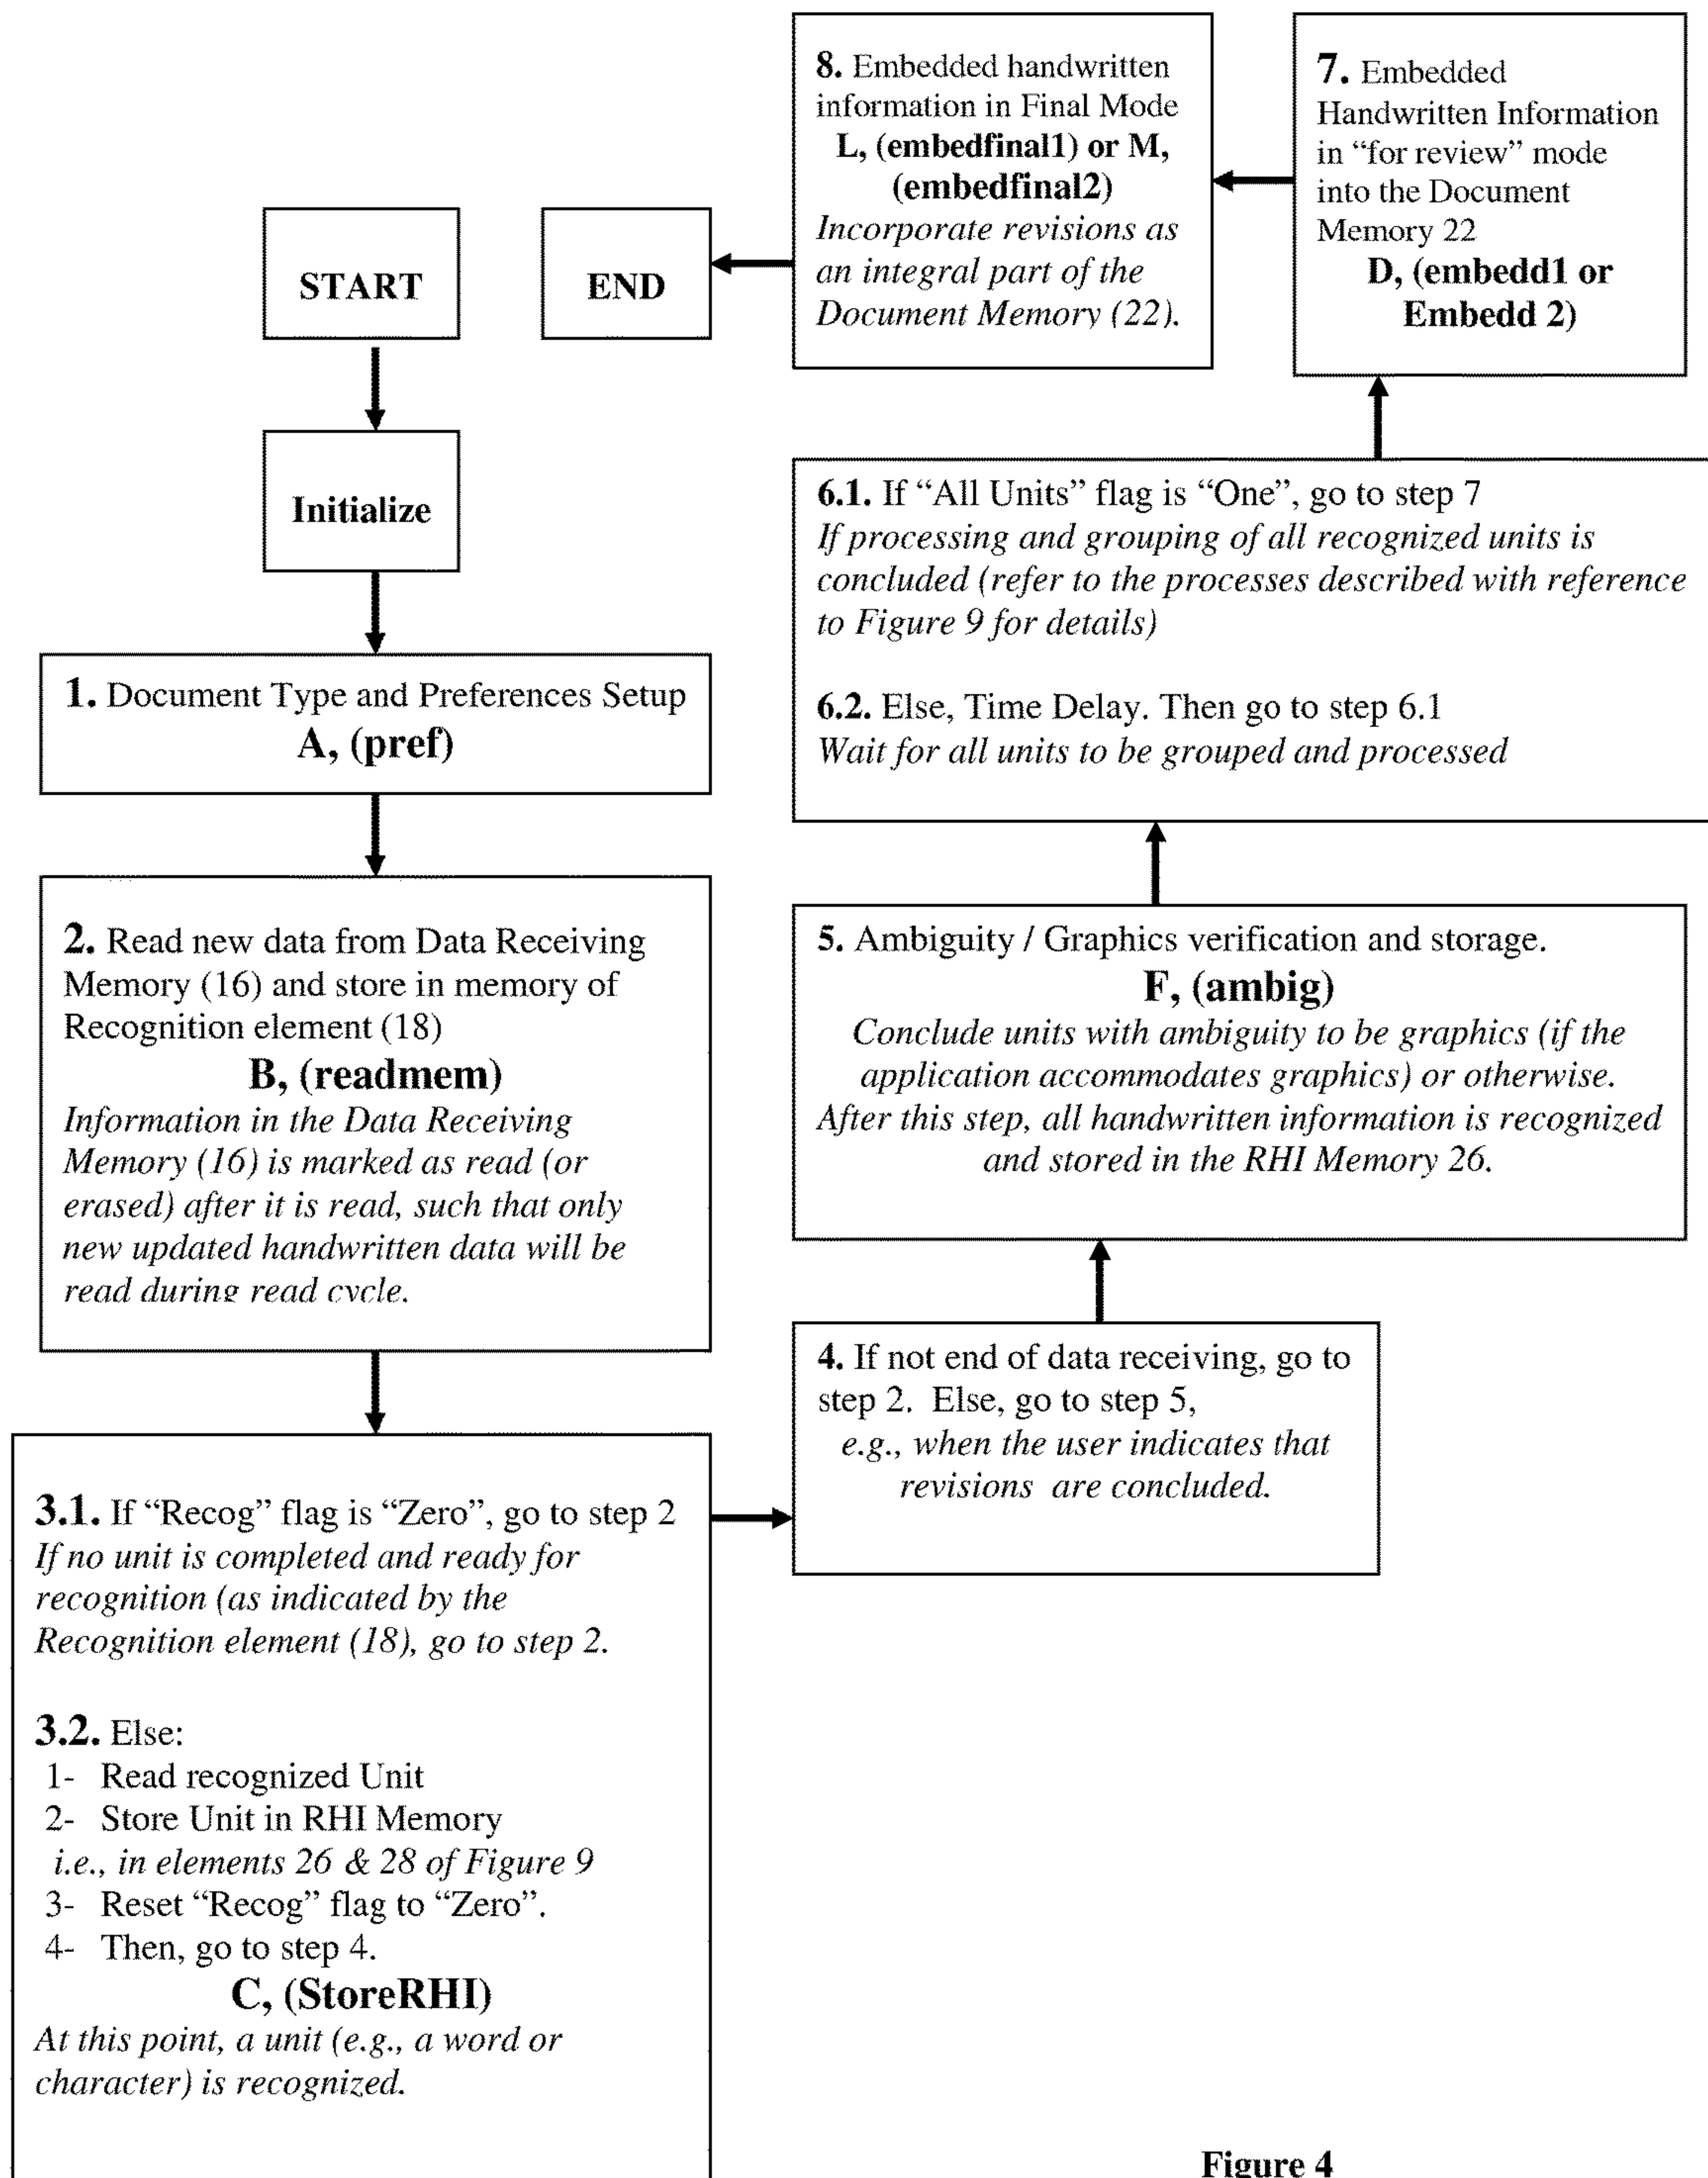 START
Initialize
1. Document Type and Preferences Setup
A, (pref)
2. Read new data from Data Receiving
Memory (16) and store in memory of
Recognition element (18)
B, (readmem)
Information in the Data Receiving
Memory (16) is marked as read (or
erased) after it is read, such that only
new updated handwritten data will be
read during read cycle.
3.1. If “Recog” flag is “Zero”, go to step 2
If no unit is completed and ready for
recognition (as indicated by the
Recognition element (18), go to step 2.
3.2. Else:
1- Read recognized Unit
2- Store Unit in RHI Memory
i.e., in elements 26 & 28 of Figure 9
3- Reset “Recog” flag to “Zero”.
4- Then, go to step 4.
C, (StoreRHI)
At this point, a unit (e.g., a word or
character) is recognized.
4. If not end of data receiving, go to
step 2. Else, go to step 5,
e.g., when the user indicates that
revisions are concluded.
5. Ambiguity / Graphics verification and storage.
F, (ambig)
Conclude units with ambiguity to be graphics (if the
application accommodates graphics) or otherwise.
After this step, all handwritten information is recognized
and stored in the RHI Memory 26.
6.1. If “All Units” flag is “One”, go to step 7
If processing and grouping of all recognized units is
concluded (refer to the processes described with reference
to Figure 9 for details)
6.2. Else, Time Delay. Then go to step 6.1
Wait for all units to be grouped and processed
7. Embedded
Handwritten Information
in “for review” mode
into the Document
Memory 22
D, (embedd1 or
Embedd 2)
8. Embedded handwritten
information in Final Mode
L, (embedfinal1) or M,
(embedfinal2)
Incorporate revisions as
an integral part of the
Document Memory (22).
END
Figure 4